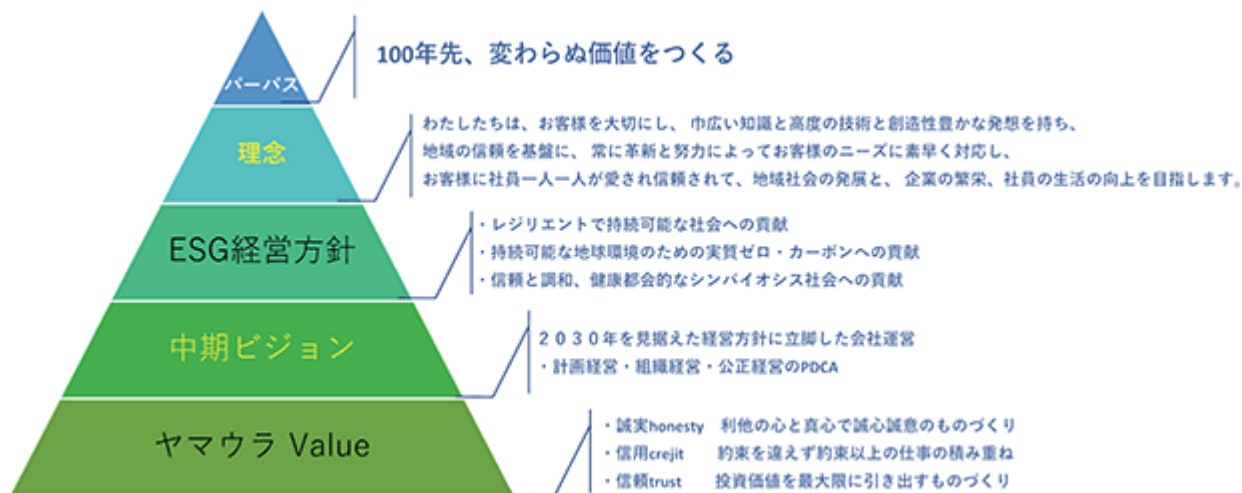 パーパス
100年先、変わらぬ価値をつくる
理念
わたしたちは、お客様を大切にし、 巾広い知識と高度の技術と創造性豊かな発想を持ち、
地域の信頼を基盤に、 常に革新と努力によってお客様のニーズに素早く対応し、
お客様に社員一人一人が愛され信頼されて、地域社会の発展と、 企業の繁栄、社員の生活の向上を目指します。
ESG経営方針
・レジリエントで持続可能な社会への貢献
・持続可能な地球環境のための実質ゼロ・カーボンへの貢献
・信頼と調和、健康都会的なシンバイオシス社会への貢献
中期ビジョン
２０３０年を見据えた経営方針に立脚した会社運営
・計画経営・組織経営・公正経営のPDCA
ヤマウラ Value
・誠実honesty 利他の心と真心で誠心誠意のものづくり
・信用crejit 約束を違えず約束以上の仕事の積み重ね
・信頼trust 投資価値を最大限に引き出すものづくり